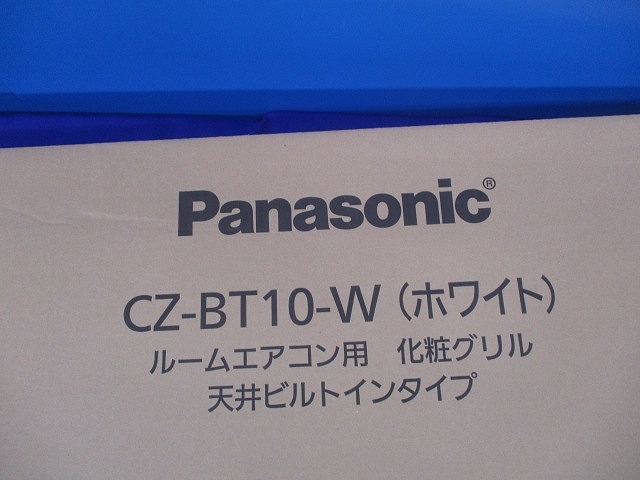 Panasonic®
CZ-BT10-W（ホワイト）
ルームエアコン用　化粧グリル
天井ビルトインタイプ